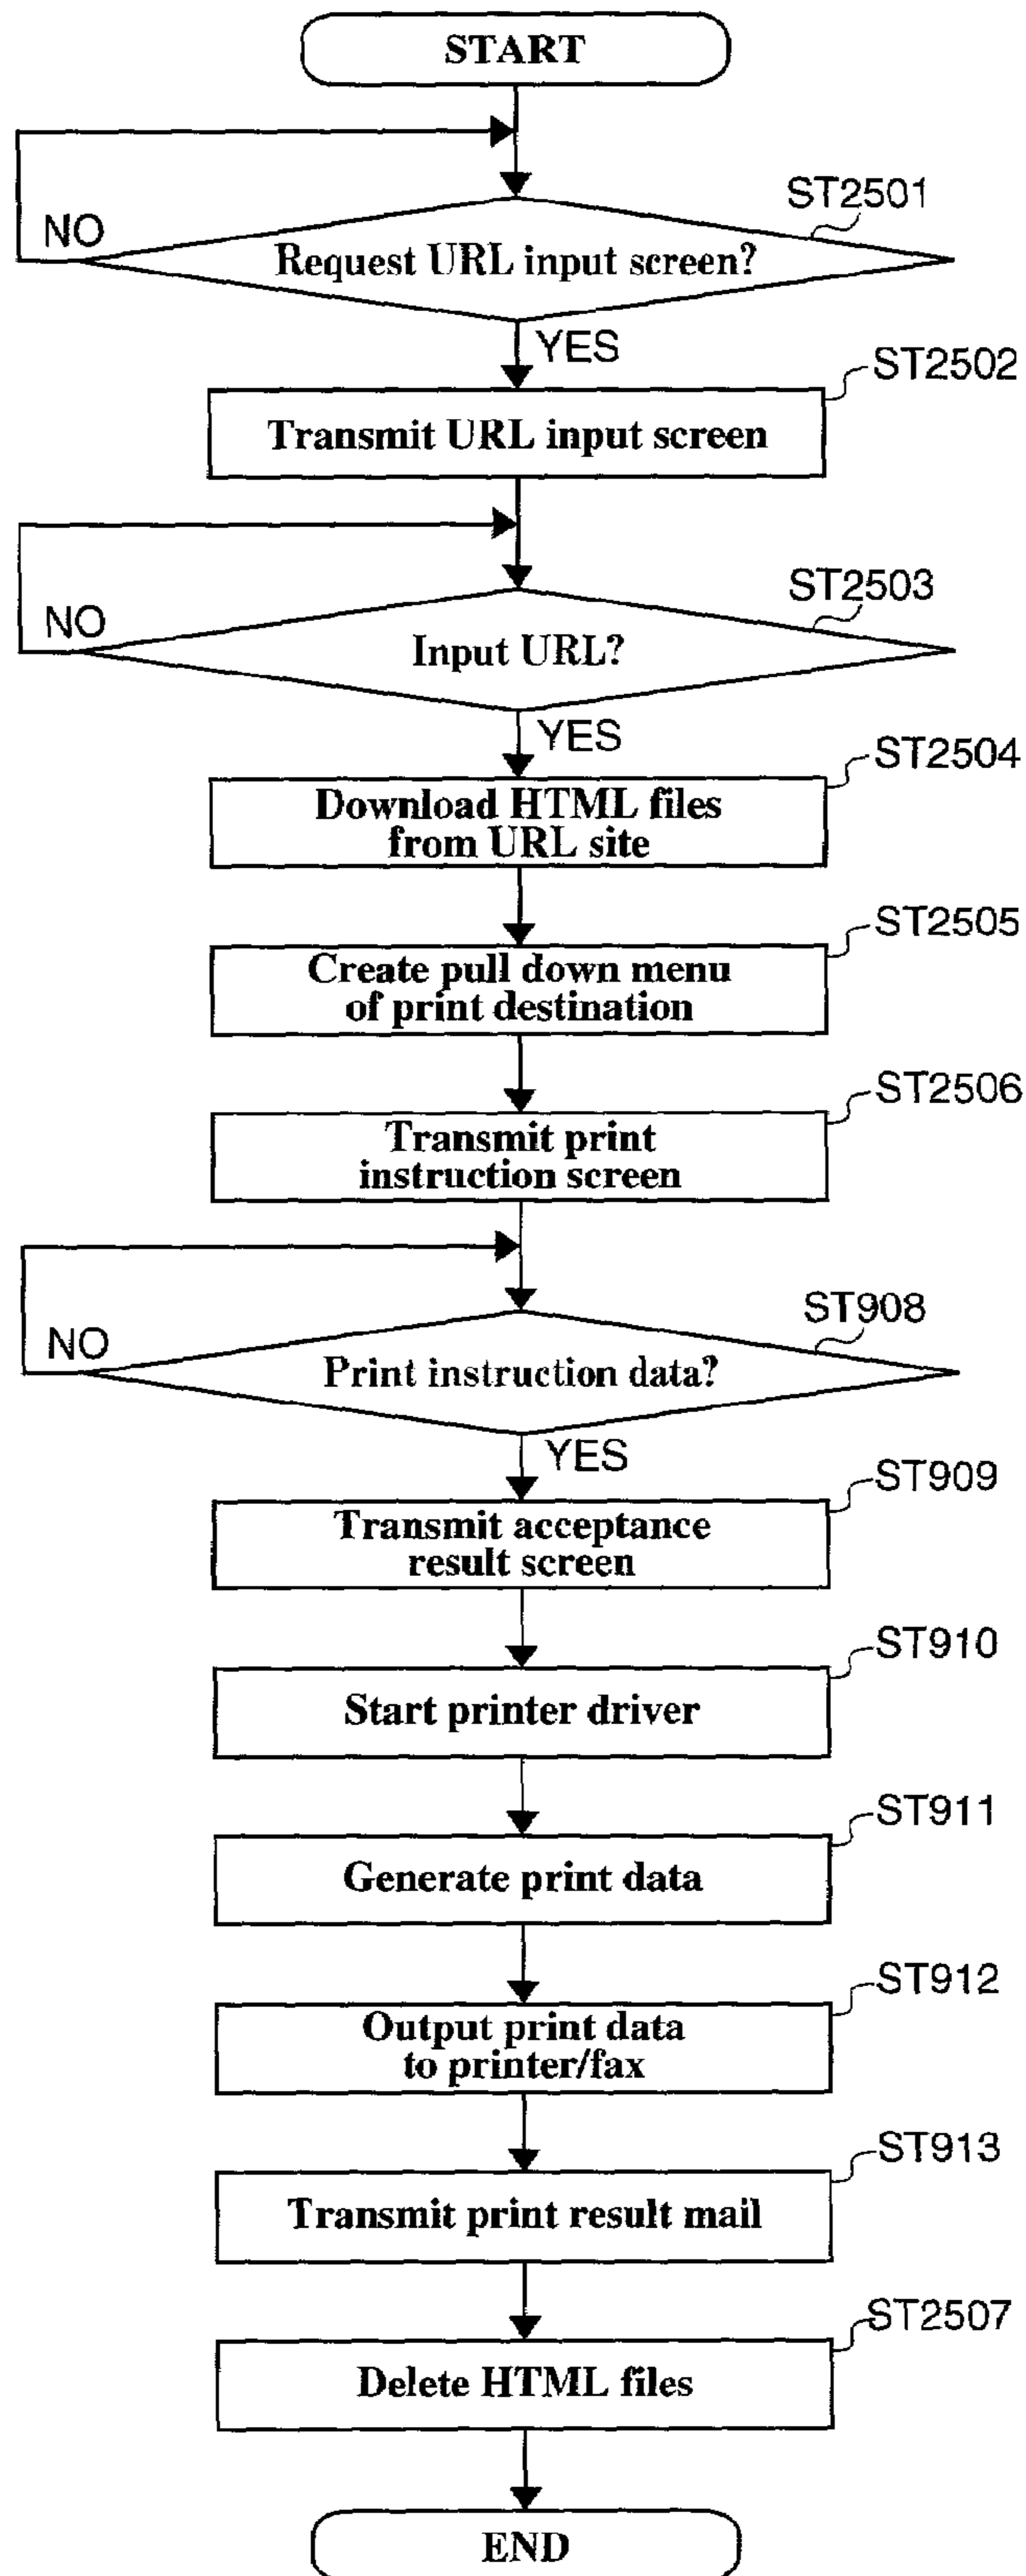 START
ST2501
NO
Request URL input screen?
YES
ST2502
Transmit URL input screen
ST2503
NO
Input URL?
YES
ST2504
Download HTML files
from URL site
ST2505
Create pull down menu
of print destination
ST2506
Transmit print
instruction screen
ST908
NO
Print instruction data?
YES
ST909
Transmit acceptance
result screen
ST910
Start printer driver
ST911
Generate print data
ST912
Output print data
to printer/fax
ST913
Transmit print result mail
ST2507
Delete HTML files
END